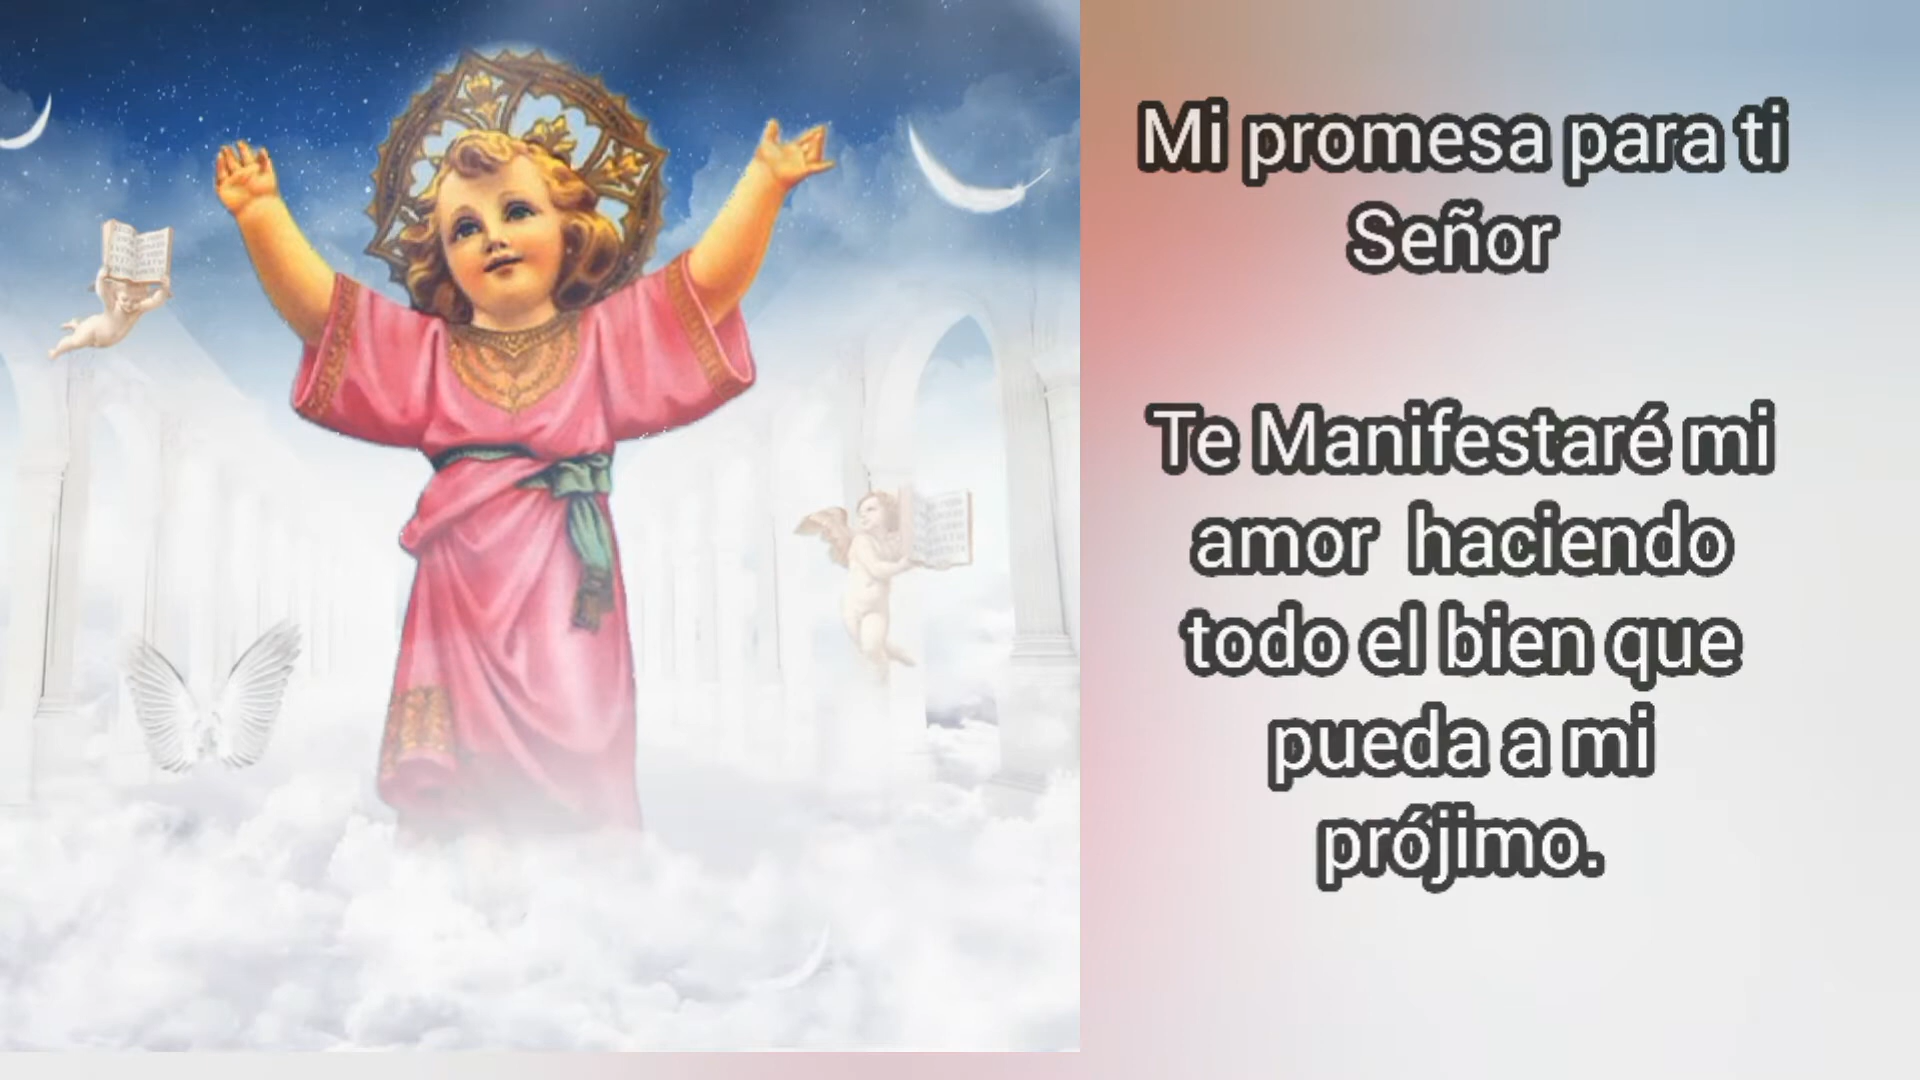 Mi promesa para ti
Señor
Te Manifestaré mi
amor haciendo
todo el bien que
pueda a mi
prójimo.